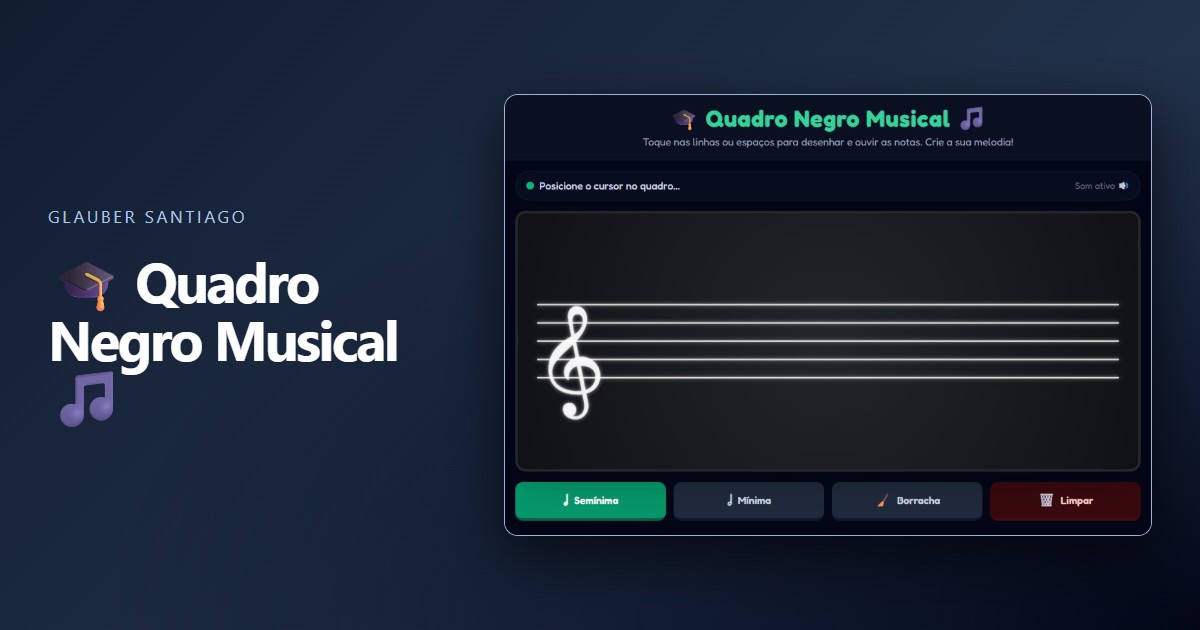 GLAUBER SANTIAGO
🎓 Quadro
Negro Musical
🎵
🎓 Quadro Negro Musical 🎵
Toque nas linhas ou espaços para desenhar e ouvir as notas. Crie a sua melodia!
Posicione o cursor no quadro...
Som ativo 🔊
Semínima
Mínima
Borracha
Limpar